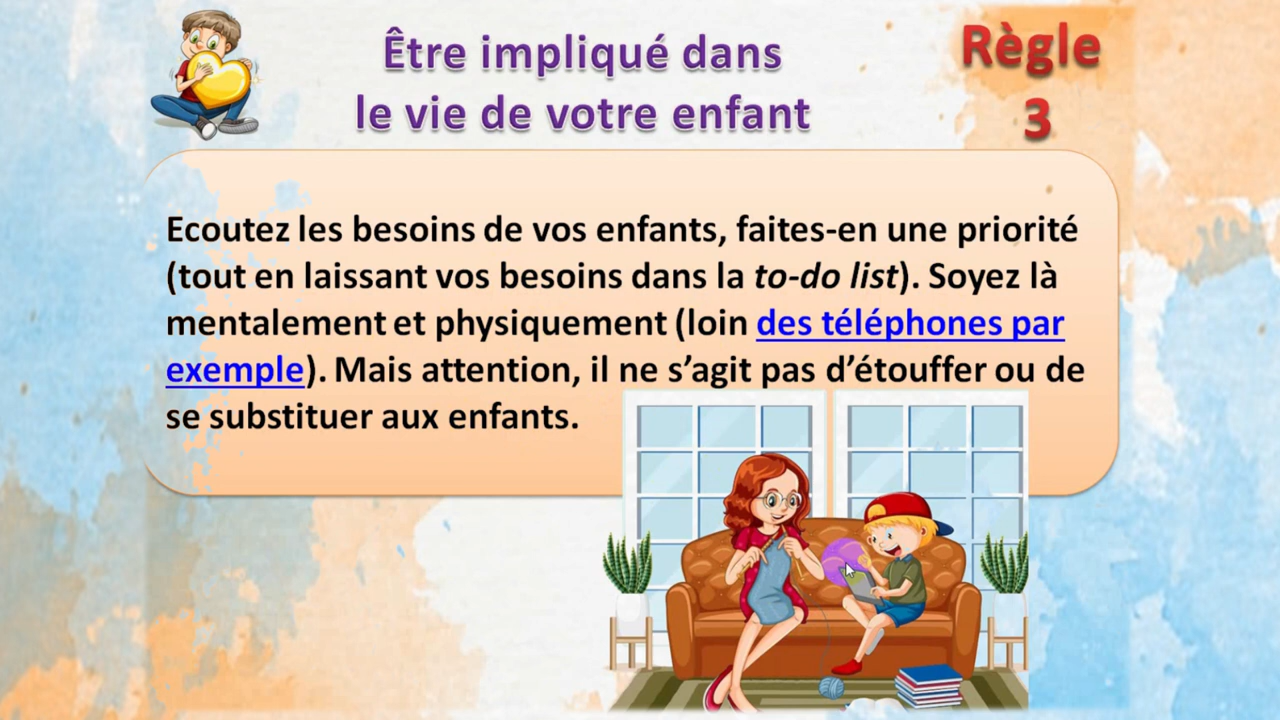 Être impliqué dans
le vie de votre enfant
Règle
3
Ecoutez les besoins de vos enfants, faites-en une priorité
(tout en laissant vos besoins dans la to-do list). Soyez là
mentalement et physiquement (loin des téléphones par
exemple). Mais attention, il ne s’agit pas d’étouffer ou de
se substituer aux enfants.